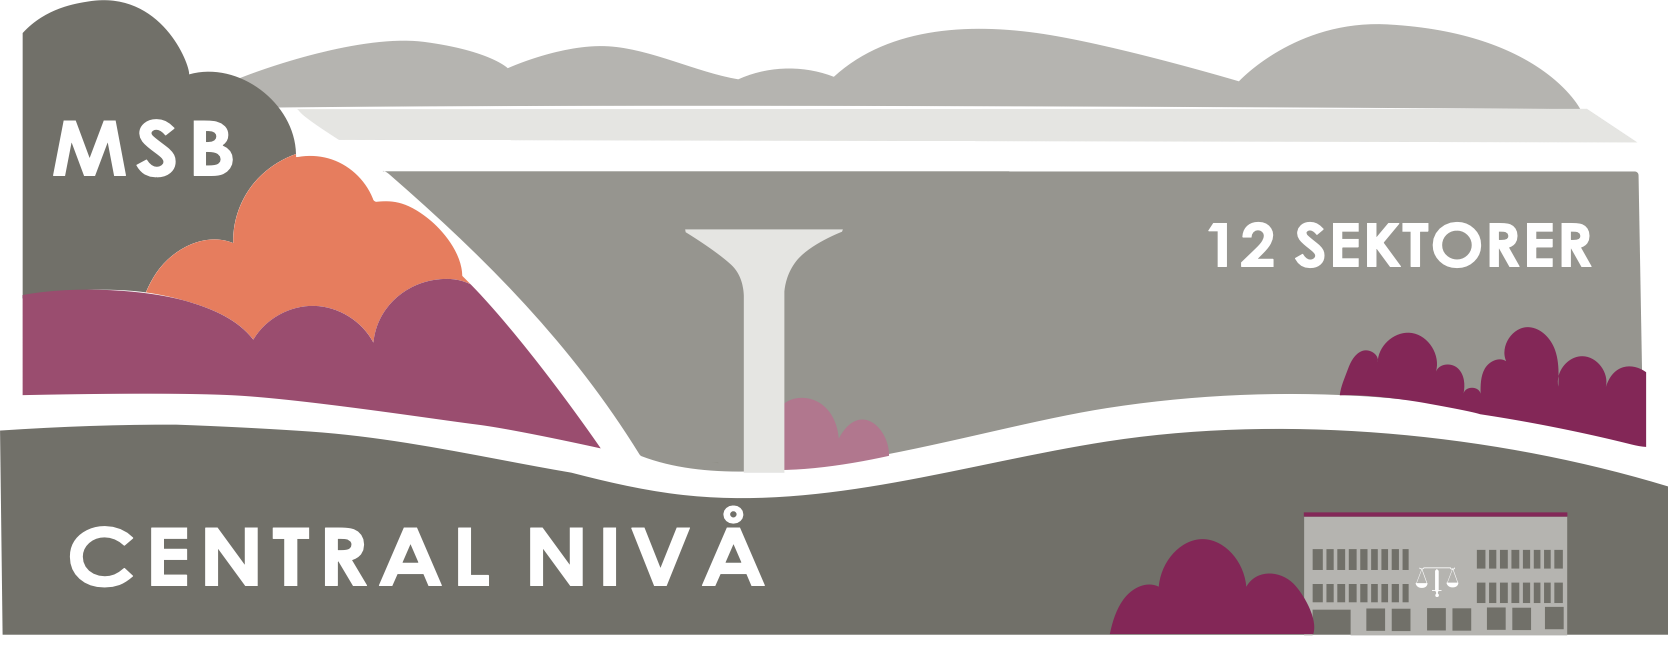 MSB
12 SEKTORER
CENTRAL NIVÅ